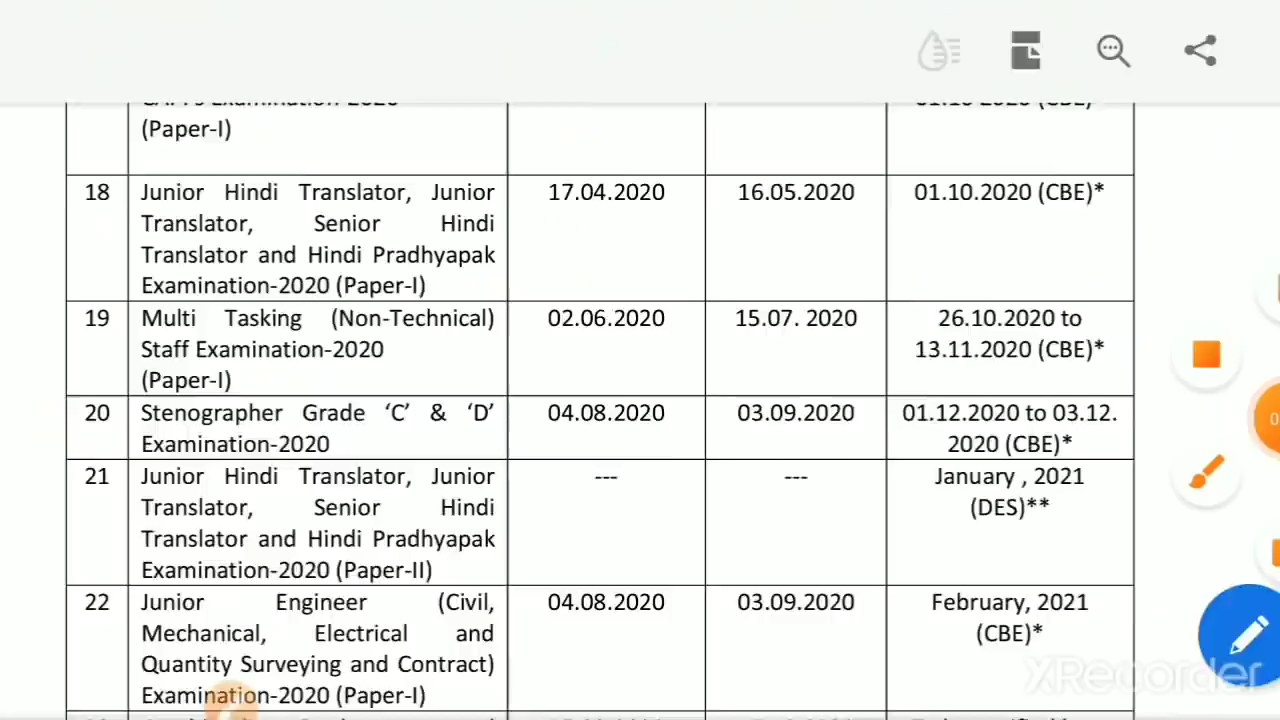 (Paper-I)
18 Junior Hindi Translator, Junior 17.04.2020 16.05.2020 01.10.2020 (CBE)*
Translator, Senior Hindi
Translator and Hindi Pradhyapak
Examination-2020 (Paper-I)
19 Multi Tasking (Non-Technical) 02.06.2020 15.07. 2020 26.10.2020 to
Staff Examination-2020 13.11.2020 (CBE)*
(Paper-I)
20 Stenographer Grade ‘C’ & ‘D’ 04.08.2020 03.09.2020 01.12.2020 to 03.12.
Examination-2020 2020 (CBE)*
21 Junior Hindi Translator, Junior --- --- January , 2021
Translator, Senior Hindi (DES)**
Translator and Hindi Pradhyapak
Examination-2020 (Paper-II)
22 Junior Engineer (Civil, 04.08.2020 03.09.2020 February, 2021
Mechanical, Electrical and (CBE)*
Quantity Surveying and Contract)
Examination-2020 (Paper-I)
XRecorder